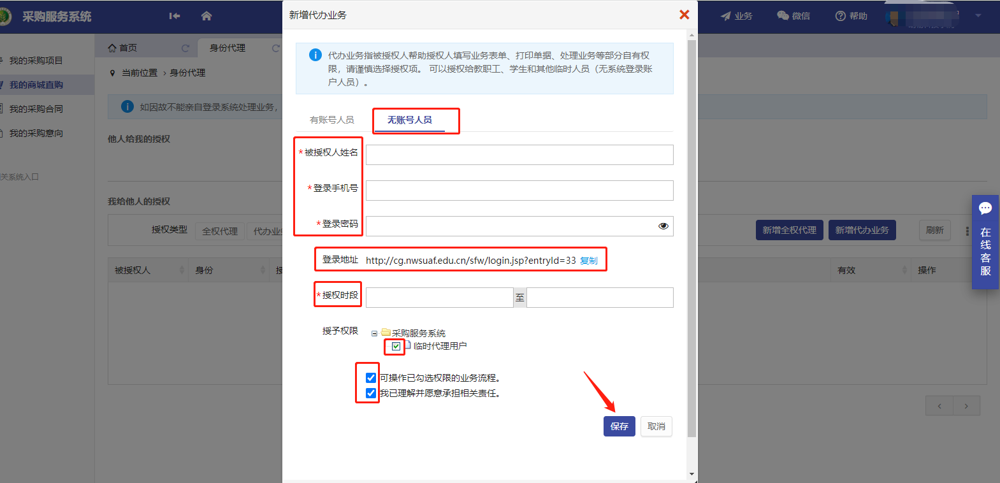 采购服务系统
业务
微信
帮助
首页
身份代理
我的采购项目
我的商城直购
我的采购合同
我的采购意向
关系统入口
当前位置 > 身份代理
如因故不能亲自登录系统处理业务，
他人给我的授权
我给他人的授权
授权类型
全权代理
代办业务
新增全权代理
新增代办业务
刷新
被授权人
身份
授
有效
操作
新增代办业务
代办业务指被授权人帮助授权人填写业务表单、打印单据、处理业务等部分自有权
限，请谨慎选择授权项。 可以授权给教职工、学生和其他临时人员（无系统登录账
户人员）。
有账号人员
无账号人员
*被授权人姓名
*登录手机号
*登录密码
登录地址 http://cg.nwsuaf.edu.cn/sfw/login.jsp?entryId=33 复制
*授权时段
至
授予权限
采购服务系统
临时代理用户
可操作已勾选权限的业务流程。
我已理解并愿意承担相关责任。
保存
取消
在线客服